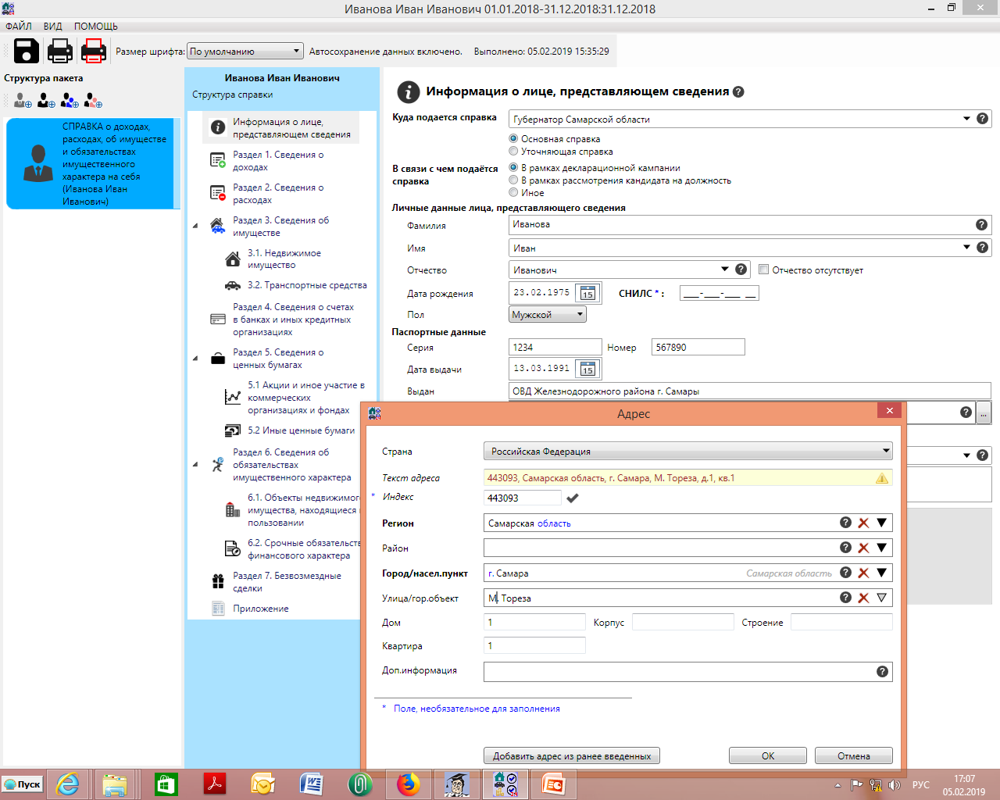 Иванова Иван Иванович 01.01.2018-31.12.2018:31.12.2018
ФАЙЛ ВИД ПОМОЩЬ
Размер шрифта: По умолчанию Автосохранение данных включено. Выполнено: 05.02.2019 15:35:29
Структура пакета
СПРАВКА о доходах,
расходах, об имуществе
и обязательствах
имущественного
характера на себя
(Иванова Иван
Иванович)
Иванова Иван Иванович
Структура справки
Информация о лице,
представляющем сведения
Раздел 1. Сведения о
доходах
Раздел 2. Сведения о
расходах
Раздел 3. Сведения об
имуществе
3.1. Недвижимое
имущество
3.2. Транспортные средства
Раздел 4. Сведения о счетах
в банках и иных кредитных
организациях
Раздел 5. Сведения о
ценных бумагах
5.1 Акции и иное участие в
коммерческих
организациях и фондах
5.2 Иные ценные бумаги
Раздел 6. Сведения об
обязательствах
имущественного характера
6.1. Объекты недвижимог
имущества, находящиеся
пользовании
6.2. Срочные обязательств
финансового характера
Раздел 7. Безвозмездные
сделки
Приложение
Информация о лице, представляющем сведения
Куда подается справка Губернатор Самарской области
Основная справка
Уточняющая справка
В связи с чем подаётся
справка
В рамках декларационной кампании
В рамках рассмотрения кандидата на должность
Иное
Личные данные лица, представляющего сведения
Фамилия Иванова
Имя Иван
Отчество Иванович Отчество отсутствует
Дата рождения 23.02.1975 15 СНИЛС * : ___-___-___ __
Пол Мужской
Паспортные данные
Серия 1234 Номер 567890
Дата выдачи 13.03.1991 15
Выдан ОВД Железнодорожного района г. Самары
...
Адрес
Страна Российская Федерация
Текст адреса 443093, Самарская область, г. Самара, М. Тореза, д.1, кв.1
* Индекс 443093
Регион Самарская область
Район
Город/насел.пункт г. Самара Самарская область
Улица/гор.объект М. Тореза
Дом 1 Корпус Строение
Квартира 1
Доп.информация
* Поле, необязательное для заполнения
Добавить адрес из ранее введенных OK Отмена
Пуск РУС 17:07
05.02.2019